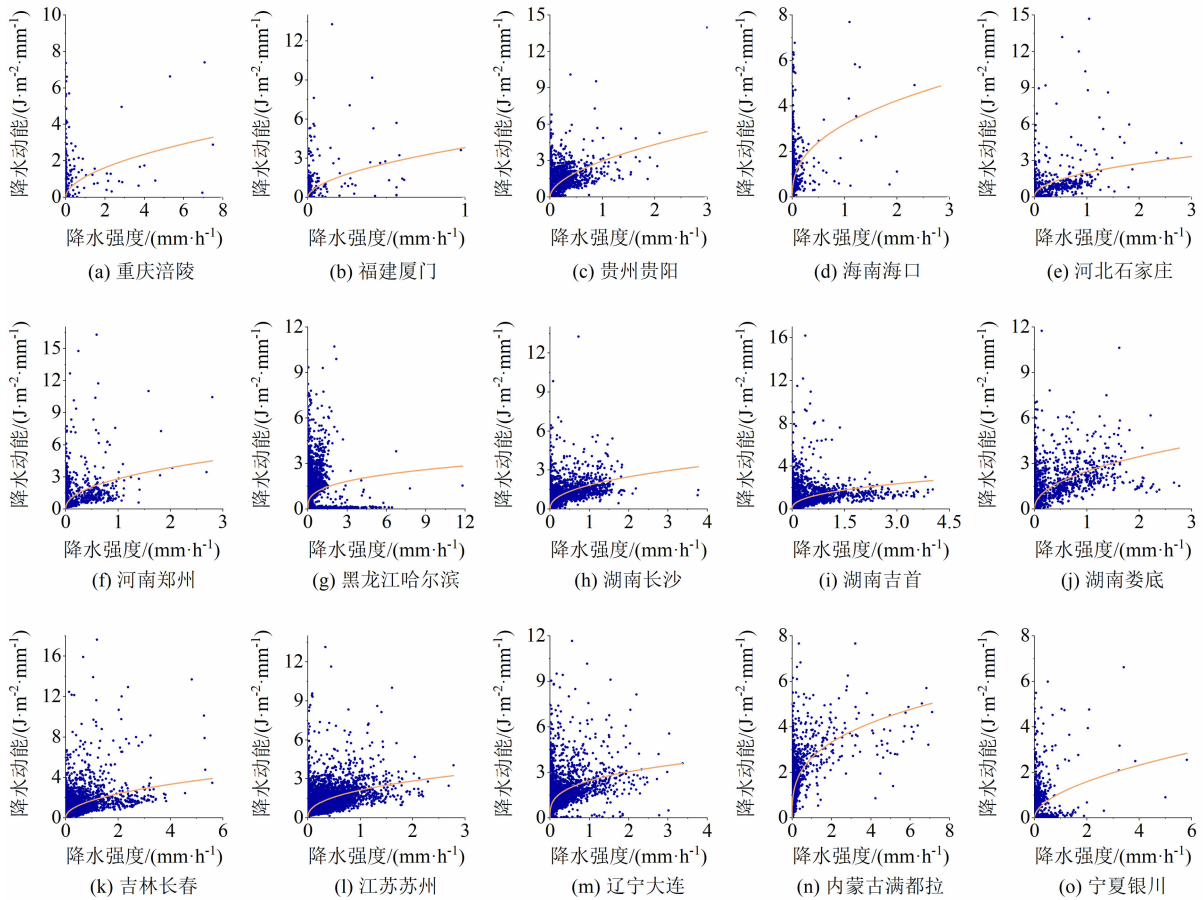 降水动能/(J·m⁻²·mm⁻¹)
10
8
6
4
2
0
0 2 4 6 8
降水强度/(mm·h⁻¹)
(a) 重庆涪陵
降水动能/(J·m⁻²·mm⁻¹)
12
9
6
3
0
0 1
降水强度/(mm·h⁻¹)
(b) 福建厦门
降水动能/(J·m⁻²·mm⁻¹)
15
12
9
6
3
0
0 1 2 3
降水强度/(mm·h⁻¹)
(c) 贵州贵阳
降水动能/(J·m⁻²·mm⁻¹)
8
6
4
2
0
0 1 2 3
降水强度/(mm·h⁻¹)
(d) 海南海口
降水动能/(J·m⁻²·mm⁻¹)
15
12
9
6
3
0
0 1 2 3
降水强度/(mm·h⁻¹)
(e) 河北石家庄
降水动能/(J·m⁻²·mm⁻¹)
15
12
9
6
3
0
0 1 2 3
降水强度/(mm·h⁻¹)
(f) 河南郑州
降水动能/(J·m⁻²·mm⁻¹)
12
9
6
3
0
0 3 6 9 12
降水强度/(mm·h⁻¹)
(g) 黑龙江哈尔滨
降水动能/(J·m⁻²·mm⁻¹)
12
9
6
3
0
0 1 2 3 4
降水强度/(mm·h⁻¹)
(h) 湖南长沙
降水动能/(J·m⁻²·mm⁻¹)
16
12
8
4
0
0.0 1.5 3.0 4.5
降水强度/(mm·h⁻¹)
(i) 湖南吉首
降水动能/(J·m⁻²·mm⁻¹)
12
9
6
3
0
0 1 2 3
降水强度/(mm·h⁻¹)
(j) 湖南娄底
降水动能/(J·m⁻²·mm⁻¹)
16
12
8
4
0
0 2 4 6
降水强度/(mm·h⁻¹)
(k) 吉林长春
降水动能/(J·m⁻²·mm⁻¹)
12
9
6
3
0
0 1 2 3
降水强度/(mm·h⁻¹)
(l) 江苏苏州
降水动能/(J·m⁻²·mm⁻¹)
12
9
6
3
0
0 1 2 3 4
降水强度/(mm·h⁻¹)
(m) 辽宁大连
降水动能/(J·m⁻²·mm⁻¹)
8
6
4
2
0
0 2 4 6 8
降水强度/(mm·h⁻¹)
(n) 内蒙古满都拉
降水动能/(J·m⁻²·mm⁻¹)
8
6
4
2
0
0 2 4 6
降水强度/(mm·h⁻¹)
(o) 宁夏银川